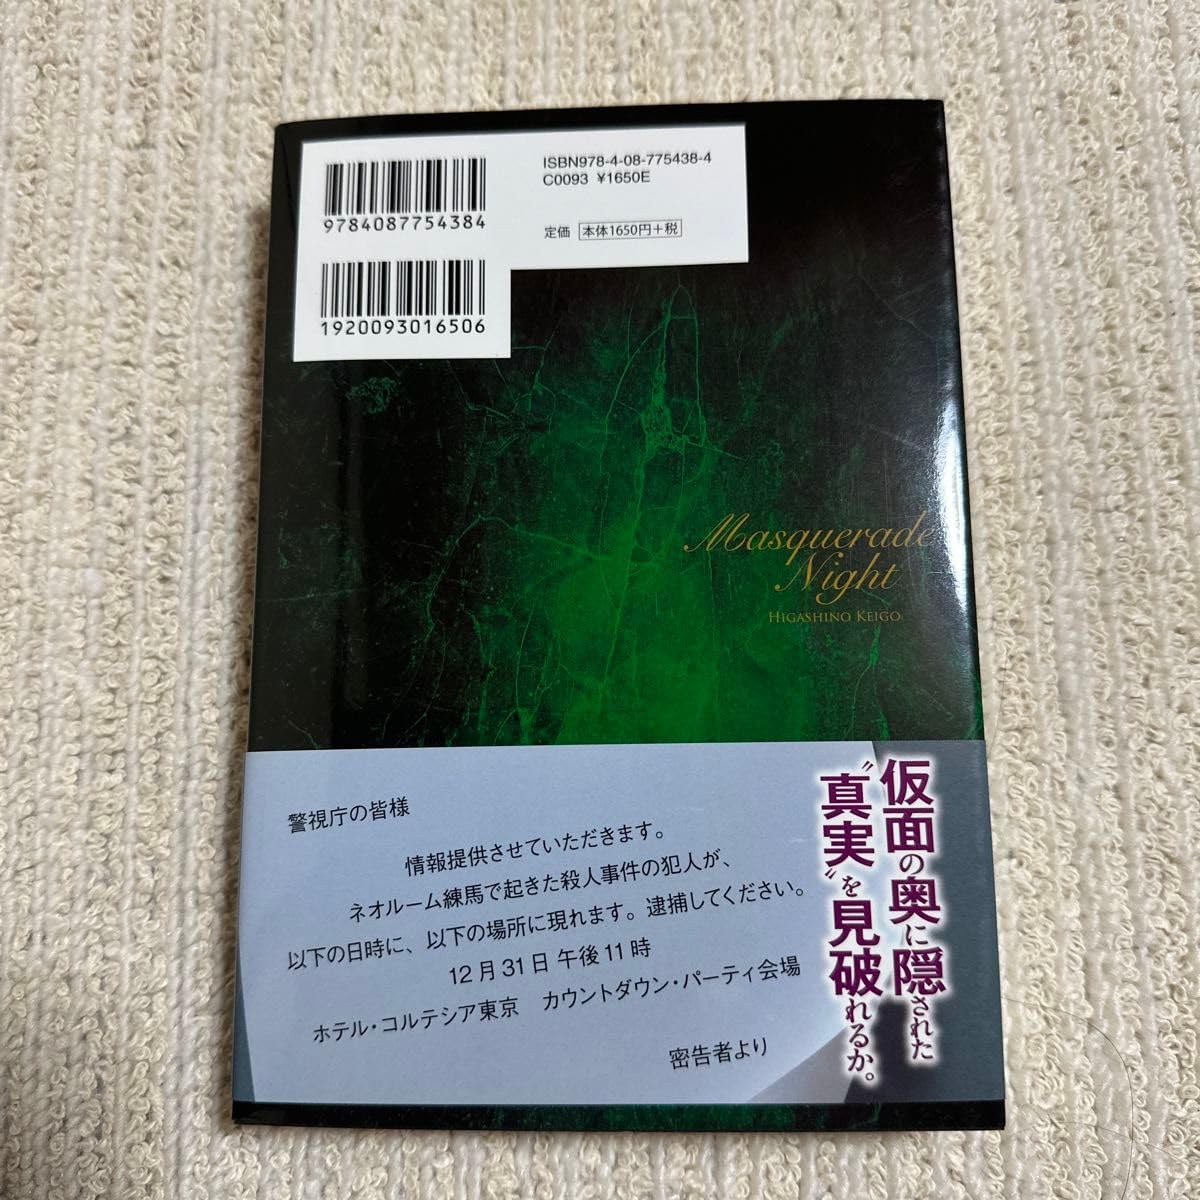 9784087754384
ISBN978-4-08-775438-4
C0093 ¥1650E
定価 本体1650円+税
1920093016506
Masquerade
Night
HIGASHINO KEIGO
仮面の奥に隠された
〝真実〟を見破れるか。
警視庁の皆様
情報提供させていただきます。
ネオルーム練馬で起きた殺人事件の犯人が、
以下の日時に、以下の場所に現れます。逮捕してください。
12月31日 午後11時
ホテル・コルテシア東京 カウントダウン・パーティ会場
密告者より